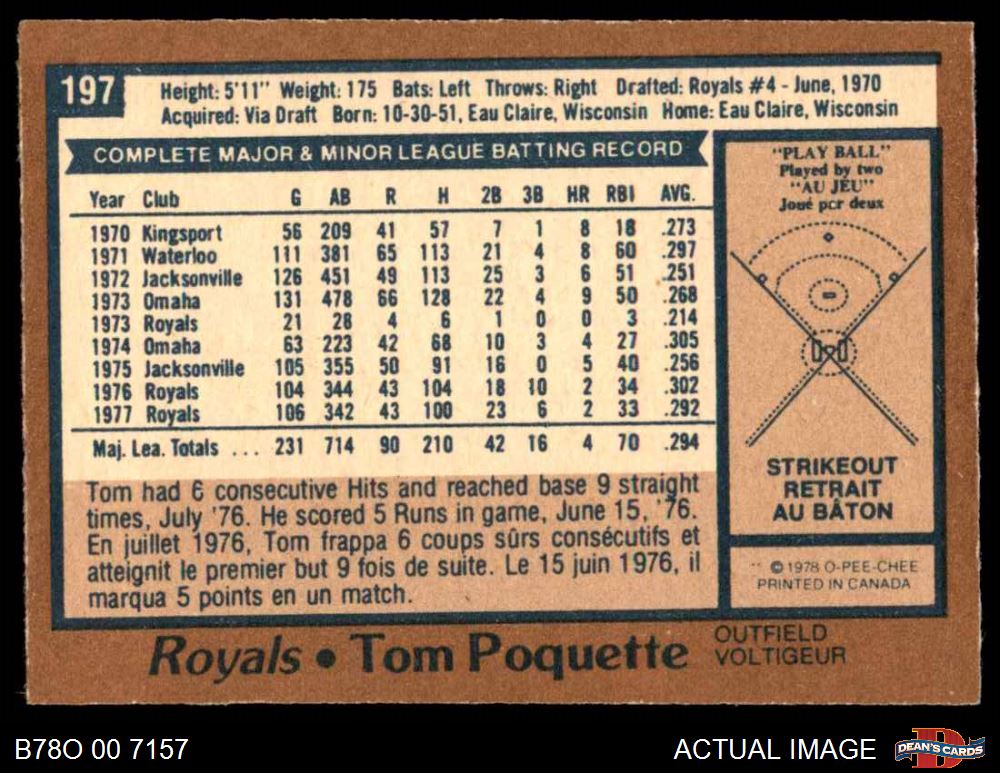 197
Height: 5'11" Weight: 175 Bats: Left Throws: Right Drafted: Royals #4 - June, 1970
Acquired: Via Draft Born: 10-30-51, Eau Claire, Wisconsin Home: Eau Claire, Wisconsin
COMPLETE MAJOR & MINOR LEAGUE BATTING RECORD
Year Club G AB R H 2B 3B HR RBI AVG.
1970 Kingsport 56 209 41 57 7 1 8 18 .273
1971 Waterloo 111 381 65 113 21 4 8 60 .297
1972 Jacksonville 126 451 49 113 25 3 6 51 .251
1973 Omaha 131 478 66 128 22 4 9 50 .268
1973 Royals 21 28 4 6 1 0 0 3 .214
1974 Omaha 63 223 42 68 10 3 4 27 .305
1975 Jacksonville 105 355 50 91 16 0 5 40 .256
1976 Royals 104 344 43 104 18 10 2 34 .302
1977 Royals 106 342 43 100 23 6 2 33 .292
Maj. Lea. Totals ... 231 714 90 210 42 16 4 70 .294
Tom had 6 consecutive Hits and reached base 9 straight
times, July '76. He scored 5 Runs in game, June 15, '76.
En juillet 1976, Tom frappa 6 coups sûrs consécutifs et
atteignit le premier but 9 fois de suite. Le 15 juin 1976, il
marqua 5 points en un match.
"PLAY BALL"
Played by two
"AU JEU"
Joué par deux
STRIKEOUT
RETRAIT
AU BÂTON
© 1978 O-PEE-CHEE
PRINTED IN CANADA
Royals • Tom Poquette
OUTFIELD
VOLTIGEUR
B78O 00 7157
ACTUAL IMAGE
DEAN'S CARDS